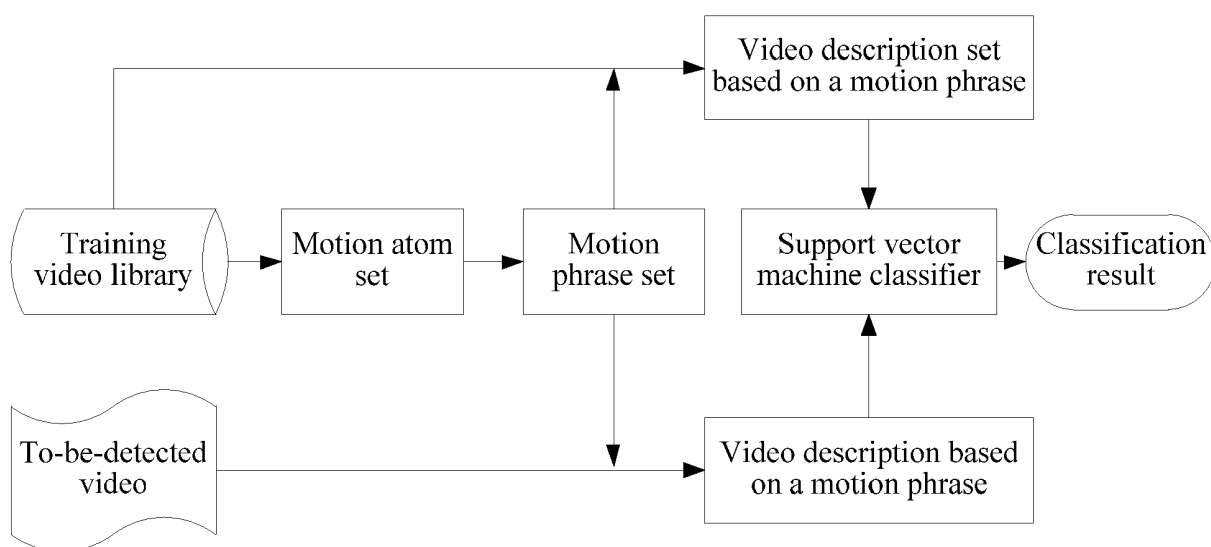 Video description set
based on a motion phrase
Training
video library
Motion atom
set
Motion
phrase set
Support vector
machine classifier
Classification
result
To-be-detected
video
Video description based
on a motion phrase